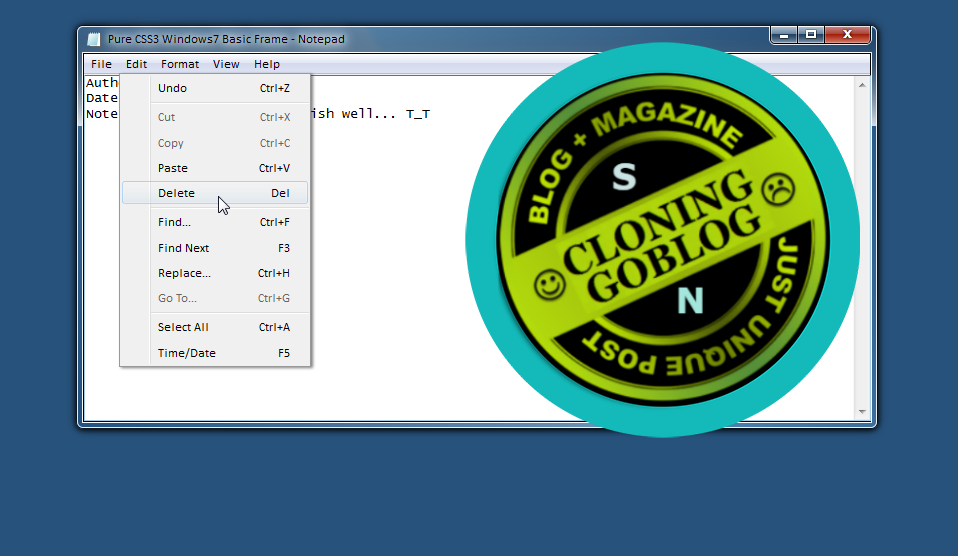 Pure CSS3 Windows7 Basic Frame - Notepad
File Edit Format View Help
Auth
Date
Note
ish well... T_T
Undo Ctrl+Z
Cut Ctrl+X
Copy Ctrl+C
Paste Ctrl+V
Delete Del
Find... Ctrl+F
Find Next F3
Replace... Ctrl+H
Go To... Ctrl+G
Select All Ctrl+A
Time/Date F5
BLOG + MAGAZINE
S
CLONING
GOBLOG
N
JUST UNIQUE POST